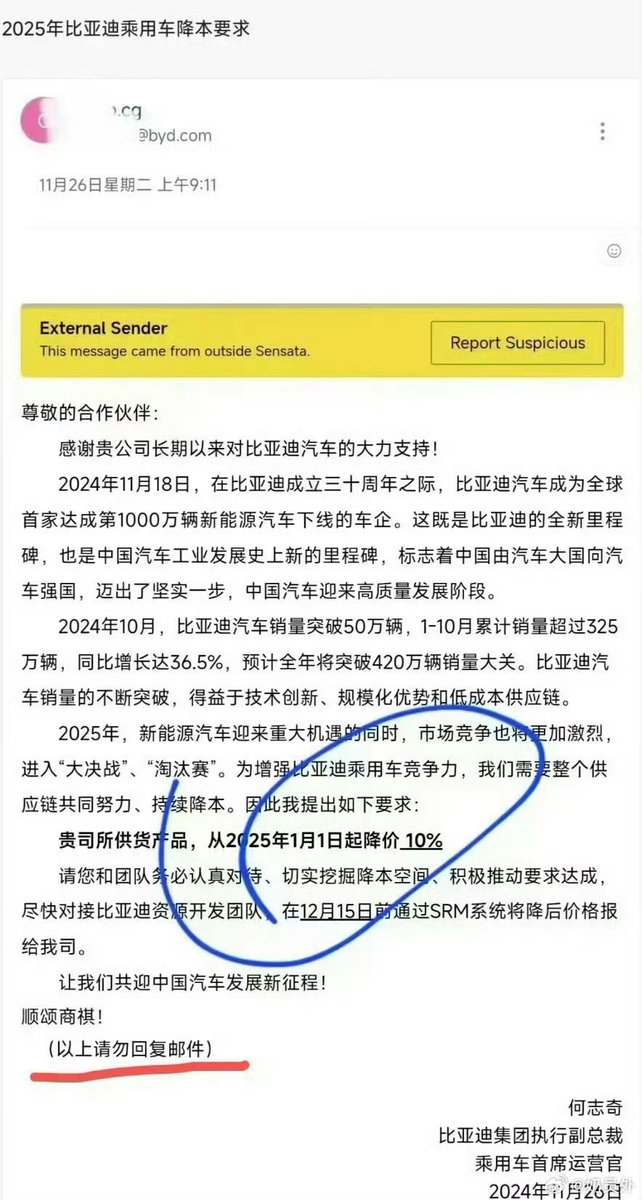 2025年比亚迪乘用车降本要求
.cg
@byd.com
11月26日星期二 上午9:11
External Sender
This message came from outside Sensata.
Report Suspicious
尊敬的合作伙伴：
感谢贵公司长期以来对比亚迪汽车的大力支持！
2024年11月18日，在比亚迪成立三十周年之际，比亚迪汽车成为全球
首家达成第1000万辆新能源汽车下线的车企。这既是比亚迪的全新里程
碑，也是中国汽车工业发展史上新的里程碑，标志着中国由汽车大国向汽
车强国，迈出了坚实一步，中国汽车迎来高质量发展阶段。
2024年10月，比亚迪汽车销量突破50万辆，1-10月累计销量超过325
万辆，同比增长达36.5%，预计全年将突破420万辆销量大关。比亚迪汽
车销量的不断突破，得益于技术创新、规模化优势和低成本供应链。
2025年，新能源汽车迎来重大机遇的同时，市场竞争也将更加激烈，
进入“大决战”、“淘汰赛”。为增强比亚迪乘用车竞争力，我们需要整个供
应链共同努力、持续降本。因此我提出如下要求：
贵司所供货产品，从2025年1月1日起降价 10%
请您和团队务必认真对待、切实挖掘降本空间、积极推动要求达成，
尽快对接比亚迪资源开发团队，在12月15日前通过SRM系统将降后价格报
给我司。
让我们共迎中国汽车发展新征程！
顺颂商祺！
（以上请勿回复邮件）
何志奇
比亚迪集团执行副总裁
乘用车首席运营官
2024年11月26日